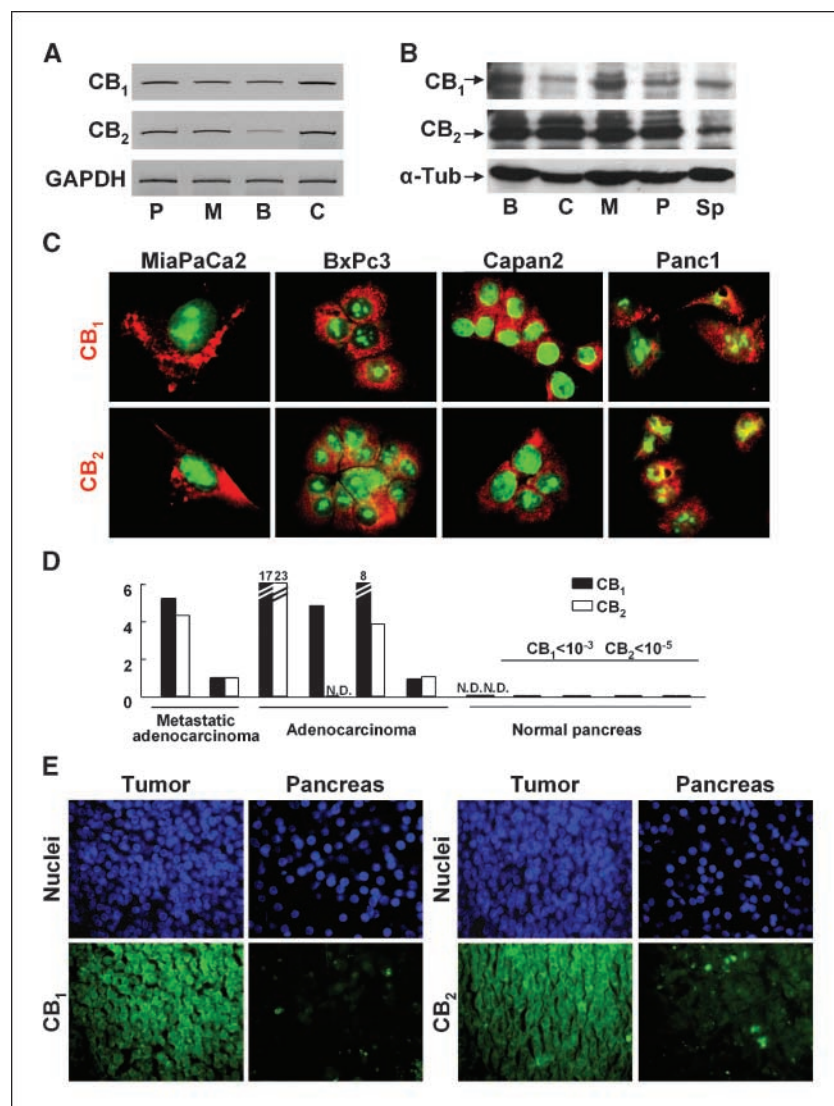 A
CB₁
CB₂
GAPDH
P M B C
B
CB₁
CB₂
α-Tub
B C M P Sp
C
MiaPaCa2 BxPc3 Capan2 Panc1
CB₁
CB₂
D
6
4
2
0
17 23
N.D.
8
CB₁
CB₂
CB₁<10⁻³ CB₂<10⁻⁵
N.D.N.D.
Metastatic
adenocarcinoma
Adenocarcinoma
Normal pancreas
E
Tumor Pancreas Tumor Pancreas
Nuclei
Nuclei
CB₁
CB₂